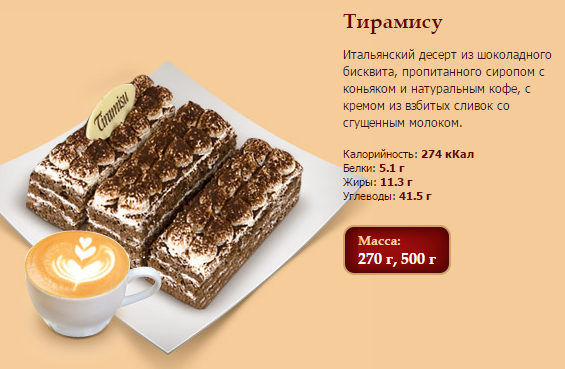 Тирамису
Итальянский десерт из шоколадного
бисквита, пропитанного сиропом с
коньяком и натуральным кофе, с
кремом из взбитых сливок со
сгущенным молоком.
Калорийность: 274 кКал
Белки: 5.1 г
Жиры: 11.3 г
Углеводы: 41.5 г
Масса:
270 г, 500 г
Tiramisu